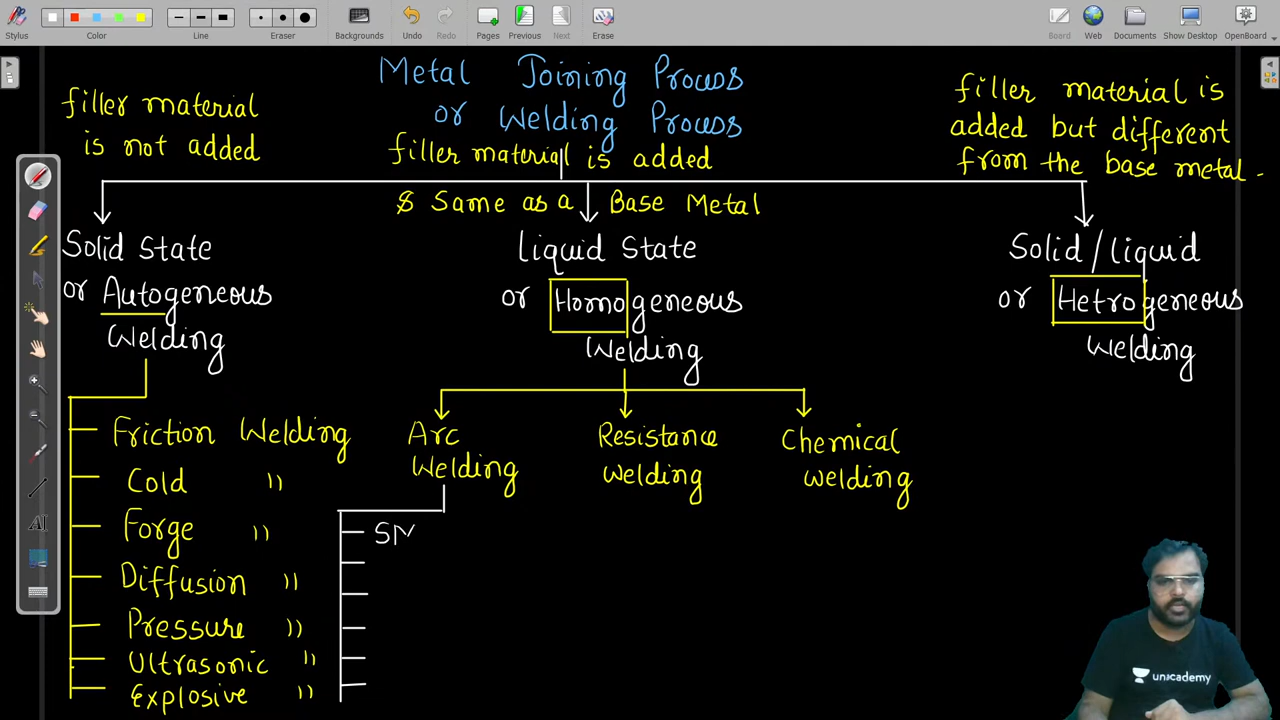 Stylus
Color
Line
Eraser
Backgrounds
Undo
Redo
Pages
Previous
Next
Erase
Board
Web
Documents
Show Desktop
OpenBoard
Metal Joining Process
or Welding Process
filler material
is not added
filler material is added
$ Same as a Base Metal
filler material is
added but different
from the base metal.
Solid State
or Autogeneous
Welding
Liquid State
or Homogeneous
Welding
Solid/liquid
or Hetrogeneous
Welding
Friction Welding
Cold "
Forge "
Diffusion "
Pressure "
Ultrasonic "
Explosive "
Arc
Welding
SM
Resistance
welding
Chemical
welding
unacademy